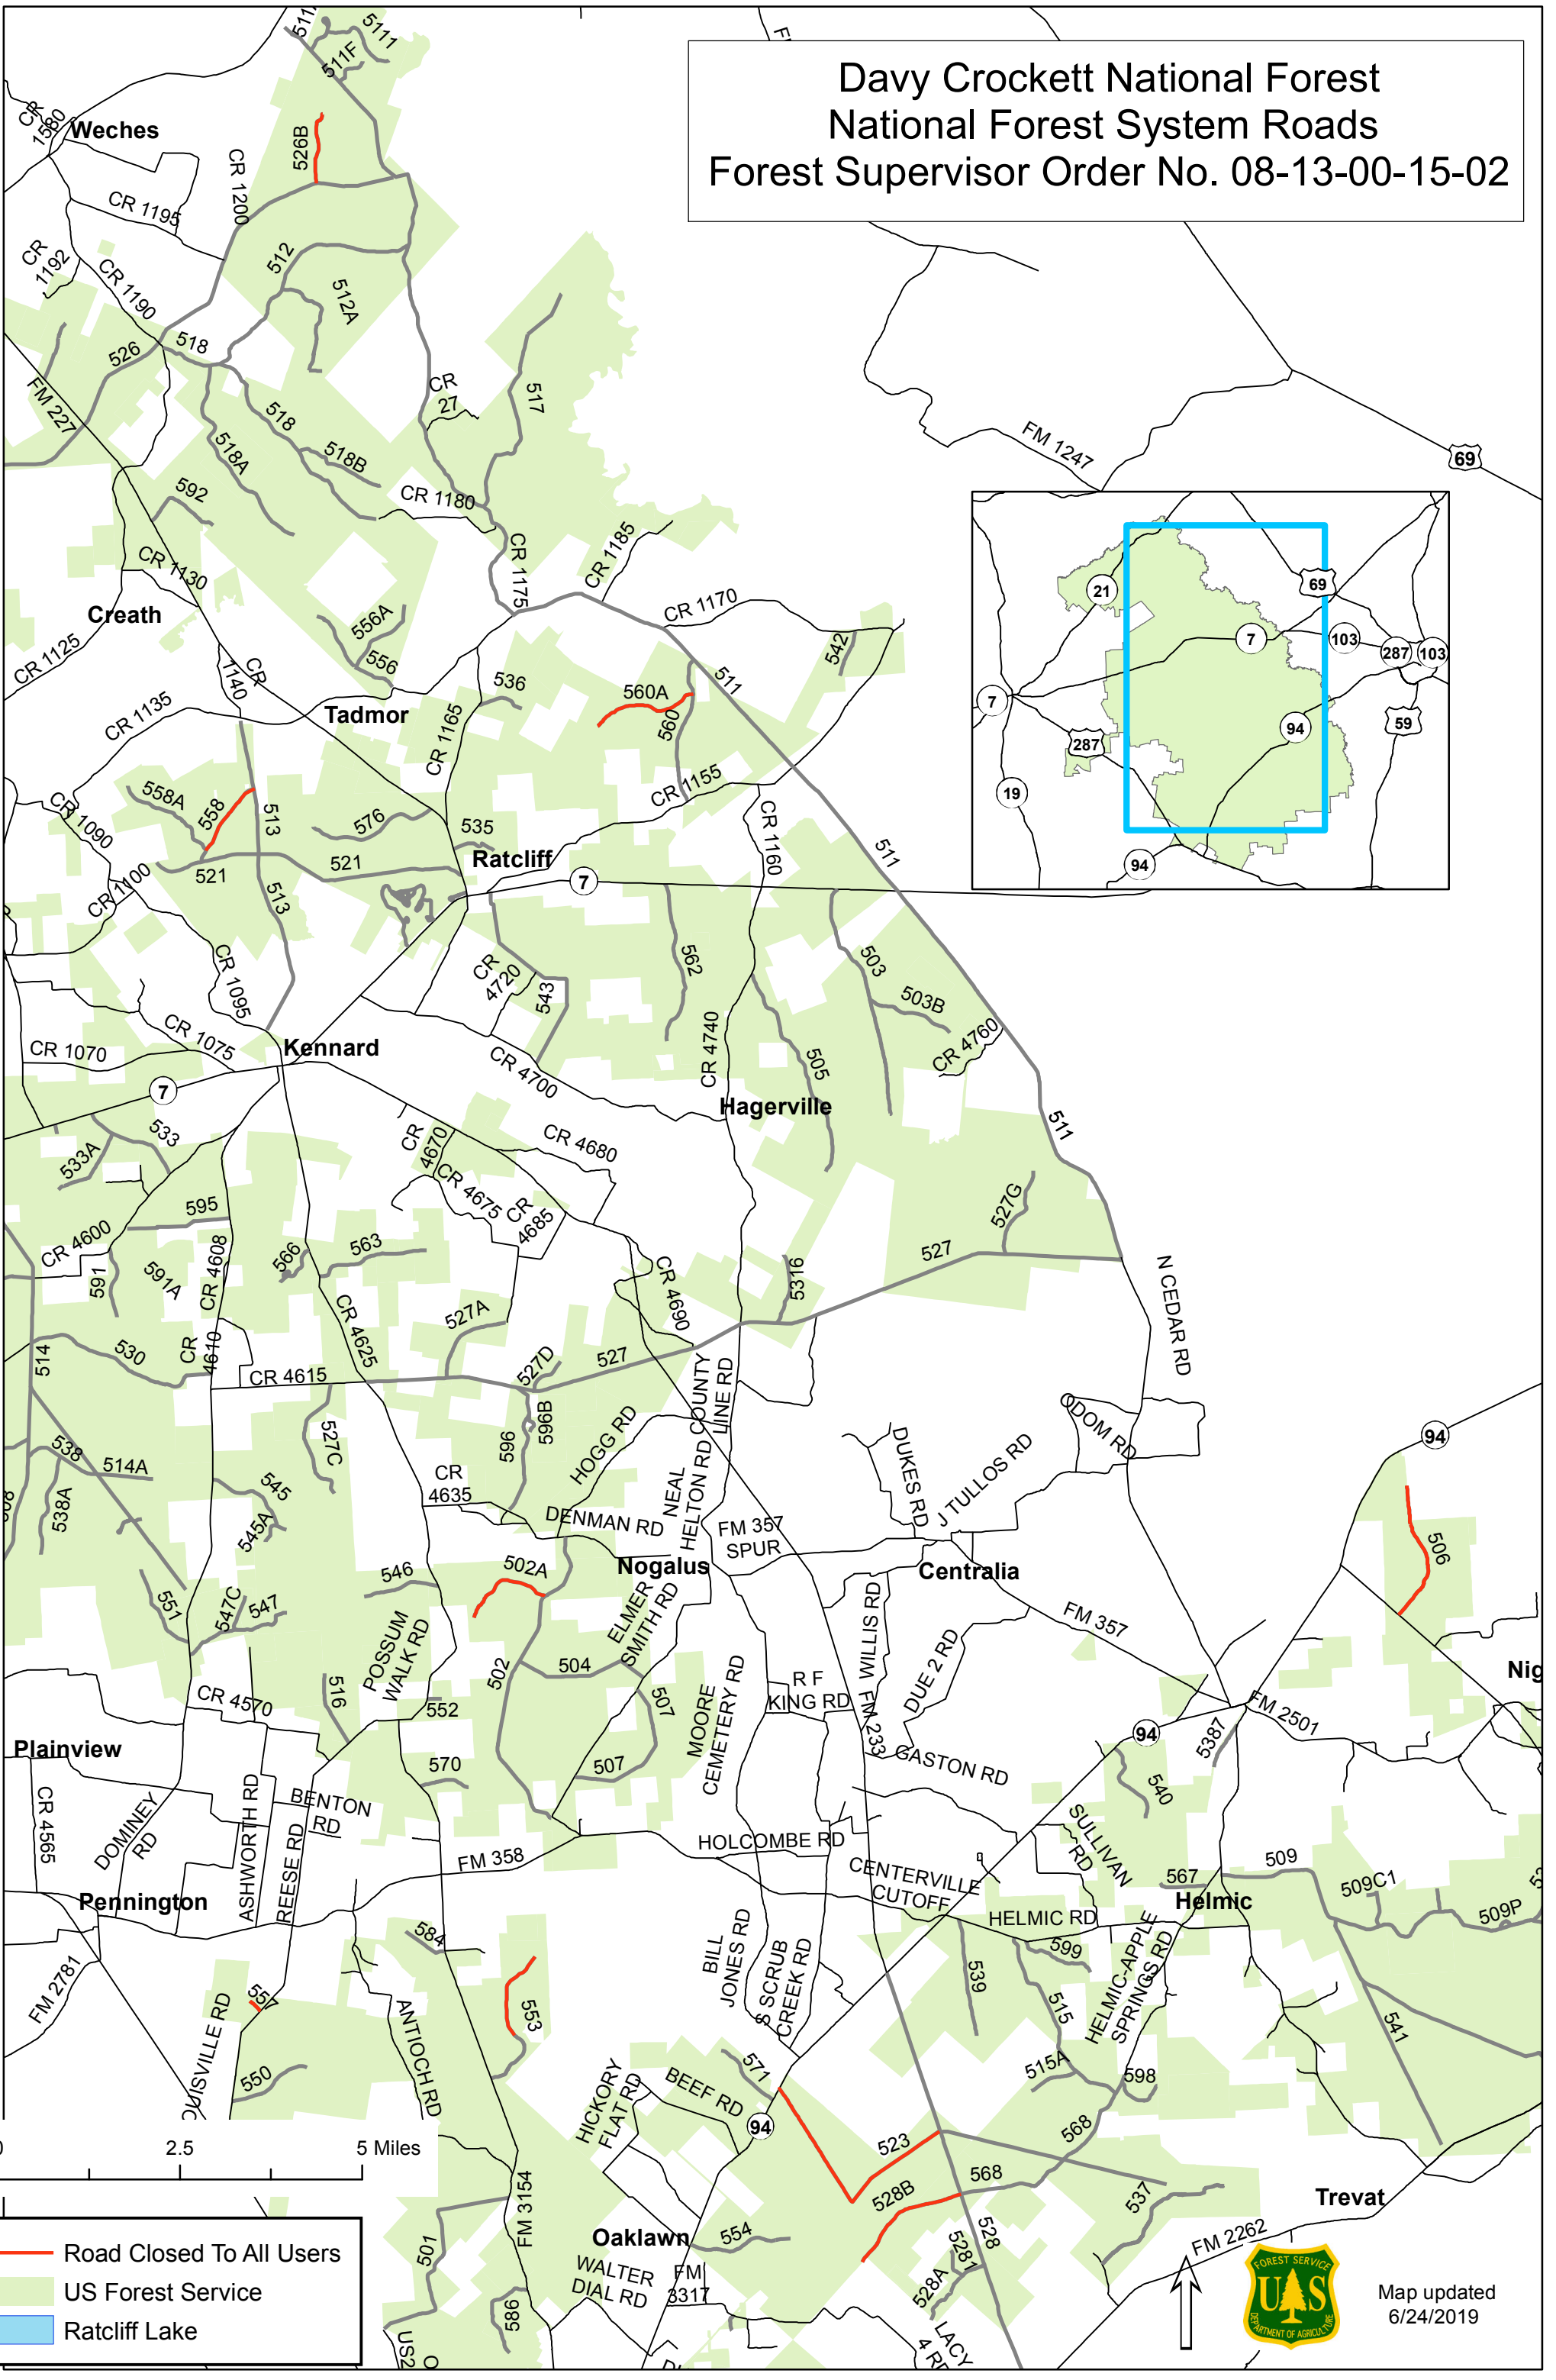 Davy Crockett National Forest
National Forest System Roads
Forest Supervisor Order No. 08-13-00-15-02
5111
511F
CR
1580
Weches
526B
CR 1200
CR 1195
CR
1192
CR 1190
512
512A
518
526
FM 227
CR
27
517
518
518A
518B
592
CR 1180
FM 1247
69
CR 1130
CR 1175
CR 1185
Creath
CR 1125
556A
556
CR 1170
542
CR
1140
CR 1135
Tadmor
536
CR 1165
560A
560
511
21
69
7
103
287
103
7
94
59
287
19
94
558A
558
513
576
535
CR 1155
CR 1090
CR 1100
521
521
Ratcliff
7
CR 1160
511
513
CR 1095
CR
4720
543
562
503
503B
CR 4760
CR 1070
CR 1075
Kennard
CR 4700
CR 4740
505
7
Hagerville
511
533
533A
CR
4670
CR 4680
CR 4675
CR
4685
595
CR 4600
CR 4608
566
563
591
591A
527G
527
5316
CR 4690
N CEDAR RD
CR 4625
527A
514
530
CR
4610
CR 4615
527D
527
COUNTY
LINE RD
ODOM RD
94
538
514A
527C
596
596B
HOGG RD
NEAL
HELTON RD
DUKES RD
J TULLOS RD
538A
545
545A
CR
4635
DENMAN RD
FM 357
SPUR
506
Nogalus
Centralia
502A
546
551
547C
547
POSSUM
WALK RD
ELMER
SMITH RD
WILLIS RD
FM 357
DUE 2 RD
502
504
507
516
552
MOORE
CEMETERY RD
R F
KING RD
FM 233
Nig
CR 4570
FM 2501
Plainview
94
5387
GASTON RD
570
507
540
CR 4565
DOMINEY
RD
ASHWORTH RD
BENTON
RD
REESE RD
HOLCOMBE RD
SULLIVAN
RD
FM 358
CENTERVILLE
CUTOFF
567
509
509C1
509P
Pennington
Helmic
HELMIC RD
584
BILL
JONES RD
S SCRUB
CREEK RD
599
HELMIC-APPLE
SPRINGS RD
FM 2781
557
553
539
515
541
OUISVILLE RD
ANTIOCH RD
550
571
515A
598
HICKORY
FLAT RD
BEEF RD
94
568
0
2.5
5 Miles
523
568
528B
537
Trevat
FM 3154
501
Oaklawn
554
528
5281
528A
FM 2262
WALTER
DIAL RD
FM
3317
586
LACY
4 RD
US2
Road Closed To All Users
US Forest Service
Ratcliff Lake
FOREST SERVICE
U S
DEPARTMENT OF AGRICULTURE
Map updated
6/24/2019